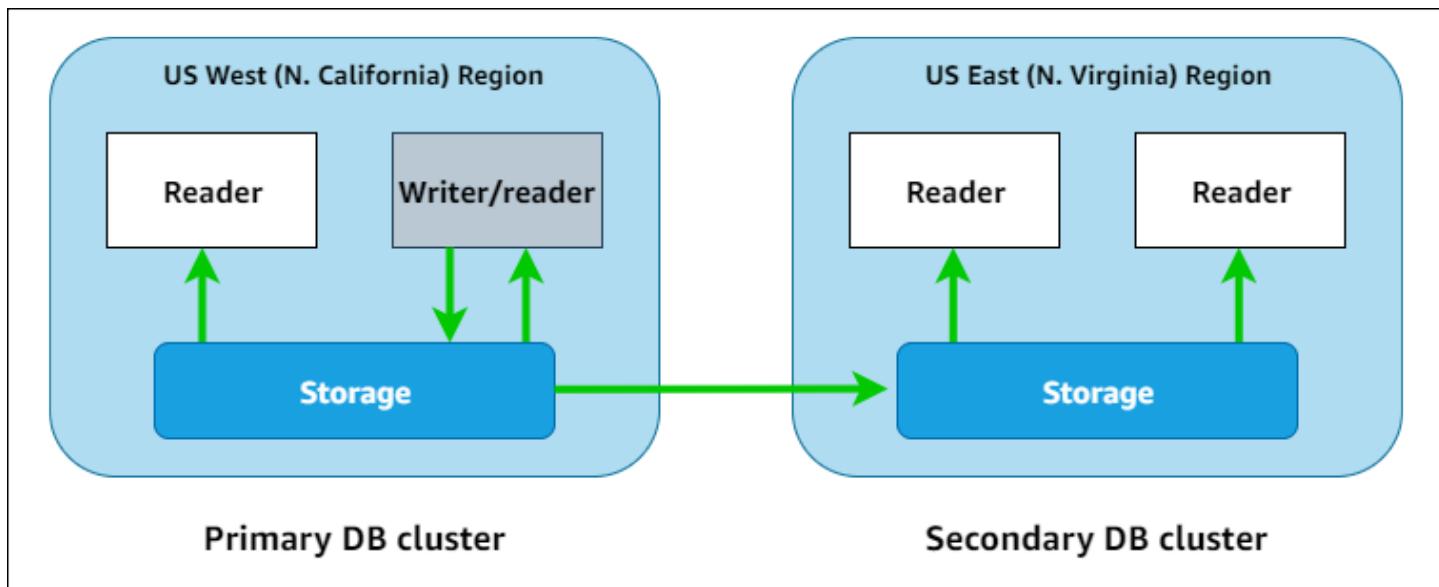 US West (N. California) Region
Reader
Writer/reader
Storage
Primary DB cluster
US East (N. Virginia) Region
Reader
Reader
Storage
Secondary DB cluster